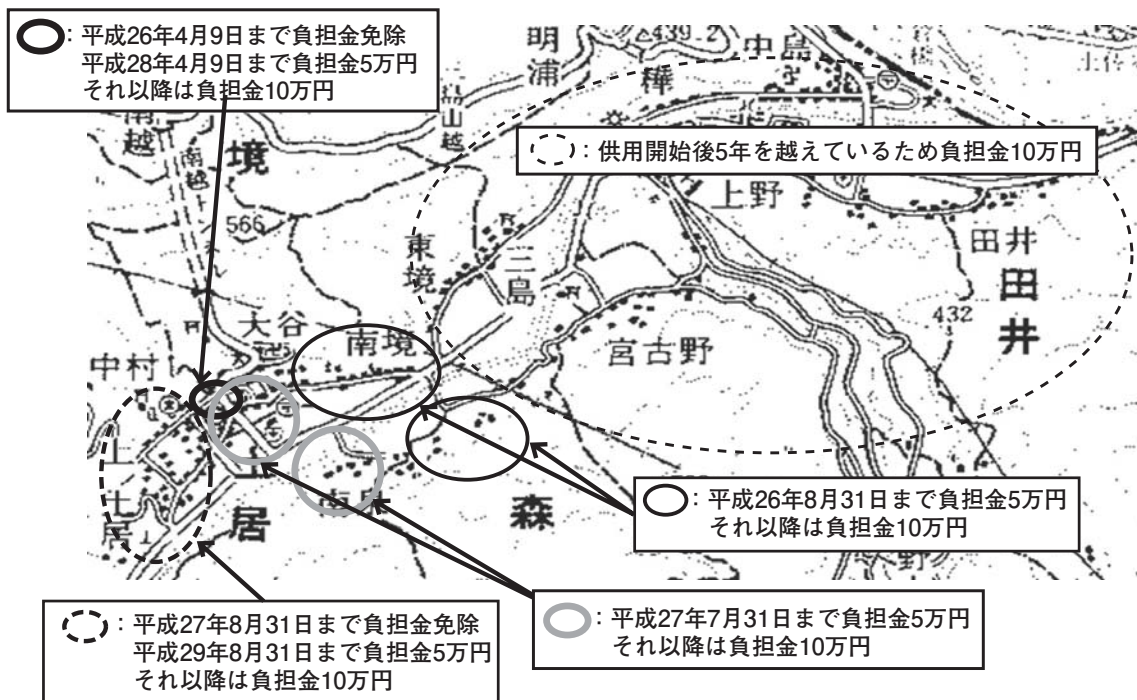 ：平成26年4月9日まで負担金免除
平成28年4月9日まで負担金5万円
それ以降は負担金10万円
明浦
439.2
中島
樺
南越
境
：供用開始後5年を越えているため負担金10万円
566
上野
東境
三島
田井
田井
432
大谷
南境
宮古野
中村
上土居
土居
森
野
：平成26年8月31日まで負担金5万円
それ以降は負担金10万円
：平成27年8月31日まで負担金免除
平成29年8月31日まで負担金5万円
それ以降は負担金10万円
：平成27年7月31日まで負担金5万円
それ以降は負担金10万円